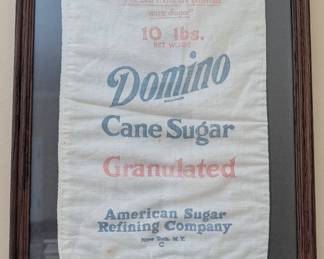 10 lbs.
NET WEIGHT
Domino
Cane Sugar
Granulated
American Sugar
Refining Company
New York, N.Y.
C